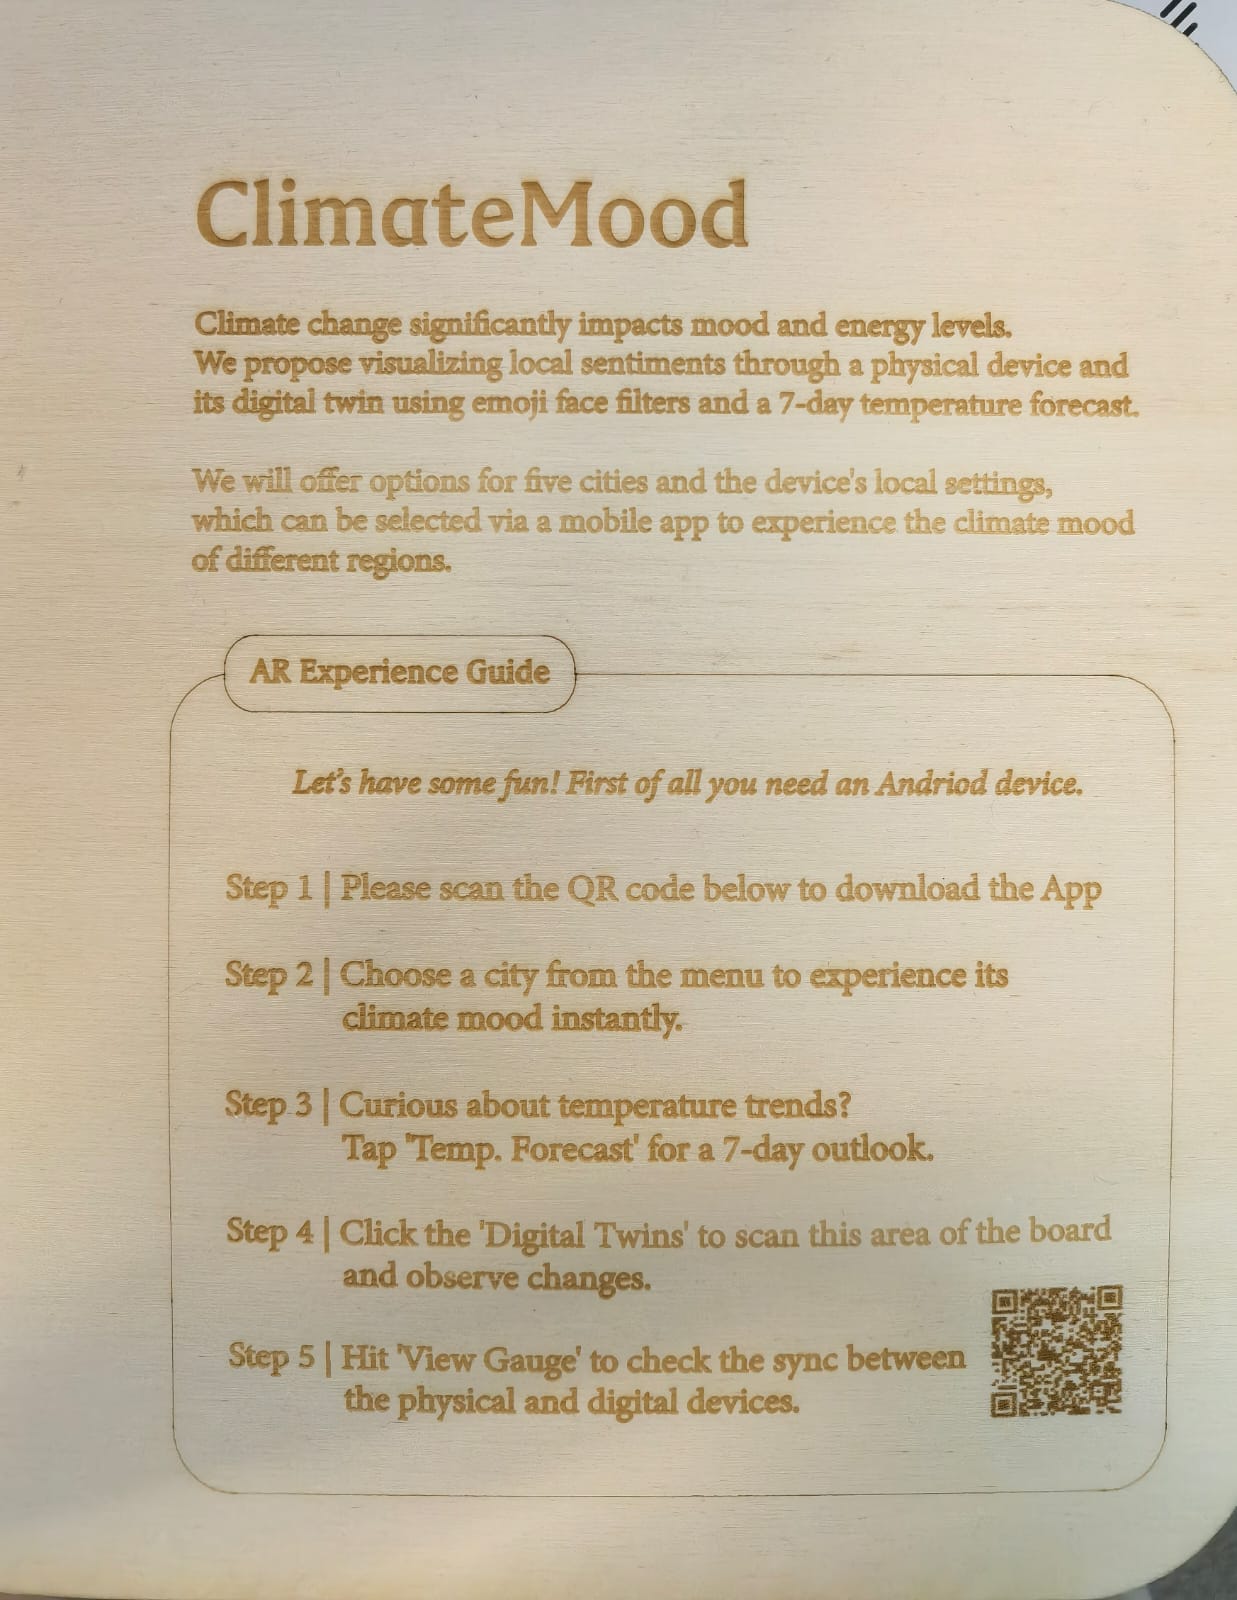 ClimateMood
Climate change significantly impacts mood and energy levels.
We propose visualizing local sentiments through a physical device and
its digital twin using emoji face filters and a 7-day temperature forecast.
We will offer options for five cities and the device's local settings,
which can be selected via a mobile app to experience the climate mood
of different regions.
AR Experience Guide
Let's have some fun! First of all you need an Andriod device.
Step 1 | Please scan the QR code below to download the App
Step 2 | Choose a city from the menu to experience its
climate mood instantly.
Step 3 | Curious about temperature trends?
Tap 'Temp. Forecast' for a 7-day outlook.
Step 4 | Click the 'Digital Twins' to scan this area of the board
and observe changes.
Step 5 | Hit 'View Gauge' to check the sync between
the physical and digital devices.